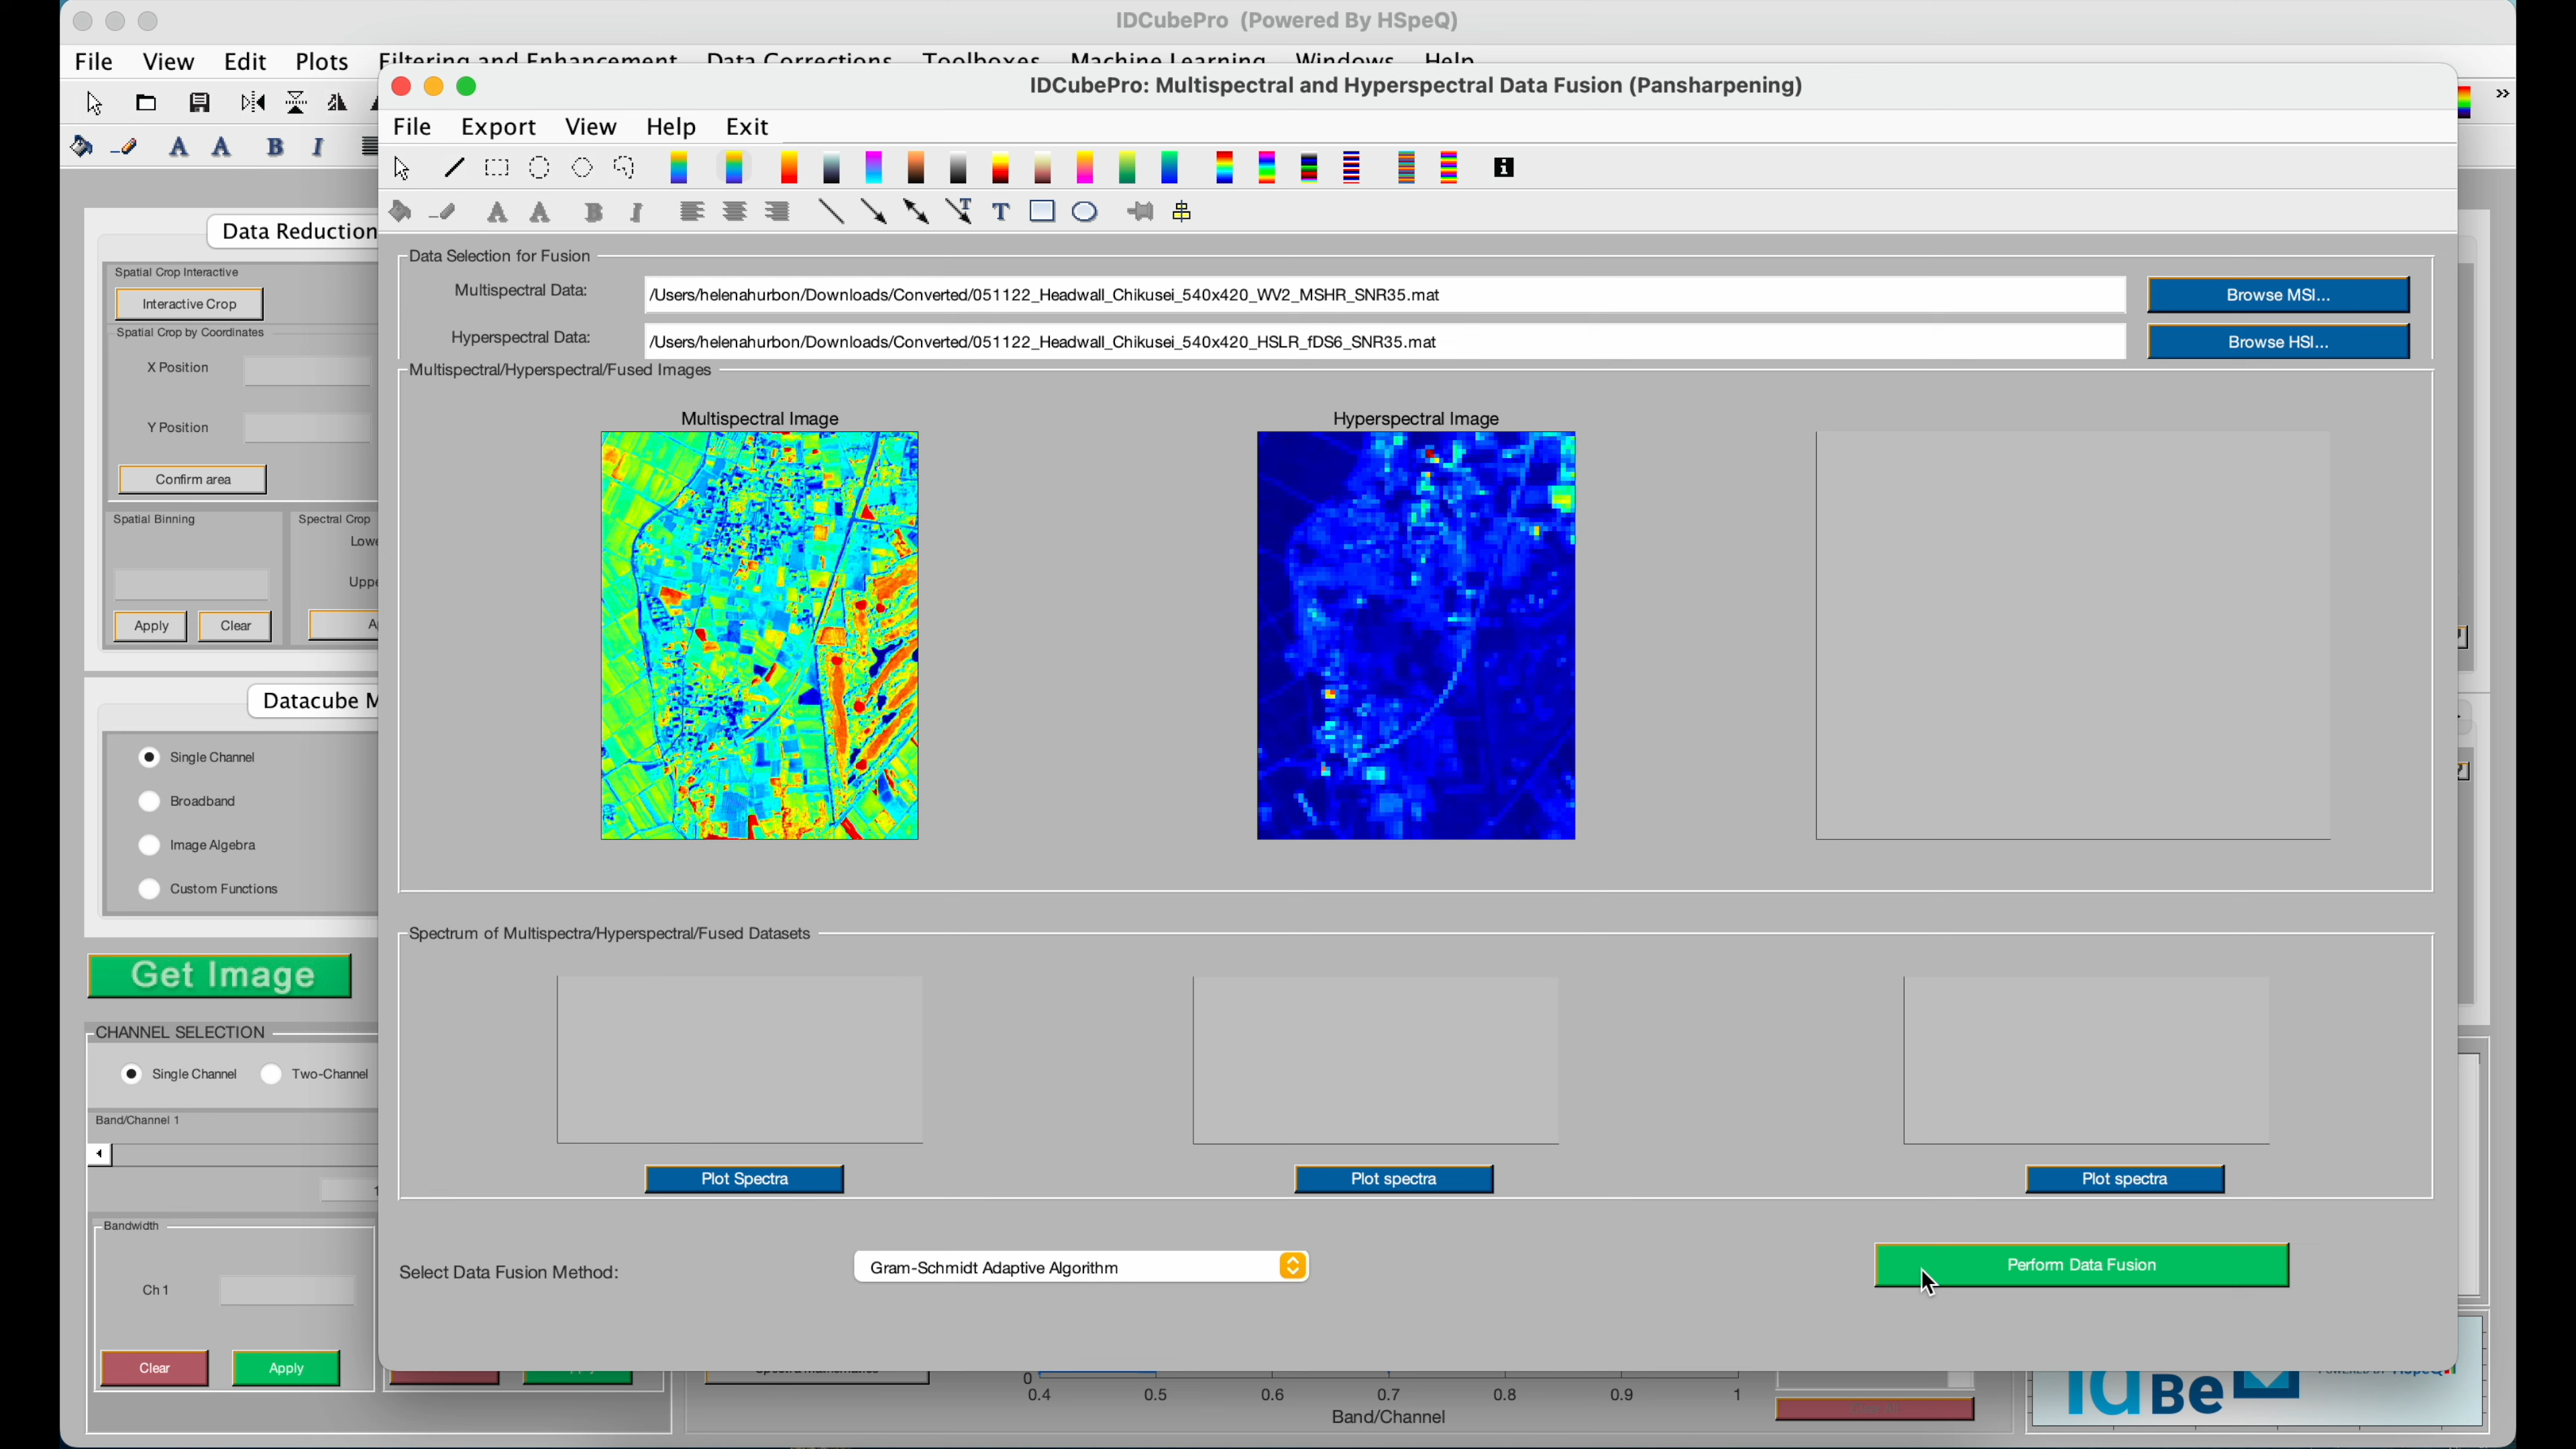 IDCubePro (Powered By HSpeQ)
File View Edit Plots Filtering and Enhancement Data Corrections Toolboxes Machine Learning Windows Help
IDCubePro: Multispectral and Hyperspectral Data Fusion (Pansharpening)
File Export View Help Exit
Data Reduction
Spatial Crop Interactive
Interactive Crop
Spatial Crop by Coordinates
X Position
Y Position
Confirm area
Spatial Binning
Spectral Crop
Lowe
Uppe
Apply Clear
Datacube M
Single Channel
Broadband
Image Algebra
Custom Functions
Get Image
CHANNEL SELECTION
Single Channel Two-Channel
Band/Channel 1
1
Bandwidth
Ch 1
Clear Apply
Data Selection for Fusion
Multispectral Data: /Users/helenahurbon/Downloads/Converted/051122_Headwall_Chikusei_540x420_WV2_MSHR_SNR35.mat Browse MSI...
Hyperspectral Data: /Users/helenahurbon/Downloads/Converted/051122_Headwall_Chikusei_540x420_HSLR_fDS6_SNR35.mat Browse HSI...
Multispectral/Hyperspectral/Fused Images
Multispectral Image Hyperspectral Image
Spectrum of Multispectra/Hyperspectral/Fused Datasets
Plot Spectra Plot spectra Plot spectra
Select Data Fusion Method: Gram-Schmidt Adaptive Algorithm Perform Data Fusion
0
0.4 0.5 0.6 0.7 0.8 0.9 1
Band/Channel